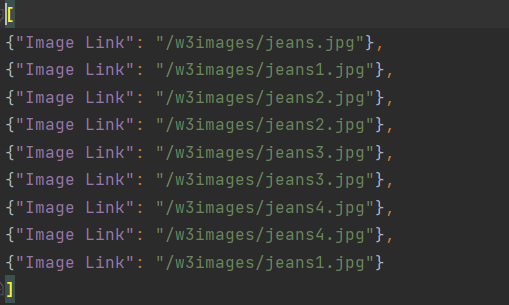 [
{"Image Link": "/w3images/jeans.jpg"},
{"Image Link": "/w3images/jeans1.jpg"},
{"Image Link": "/w3images/jeans2.jpg"},
{"Image Link": "/w3images/jeans2.jpg"},
{"Image Link": "/w3images/jeans3.jpg"},
{"Image Link": "/w3images/jeans3.jpg"},
{"Image Link": "/w3images/jeans4.jpg"},
{"Image Link": "/w3images/jeans4.jpg"},
{"Image Link": "/w3images/jeans1.jpg"}
]